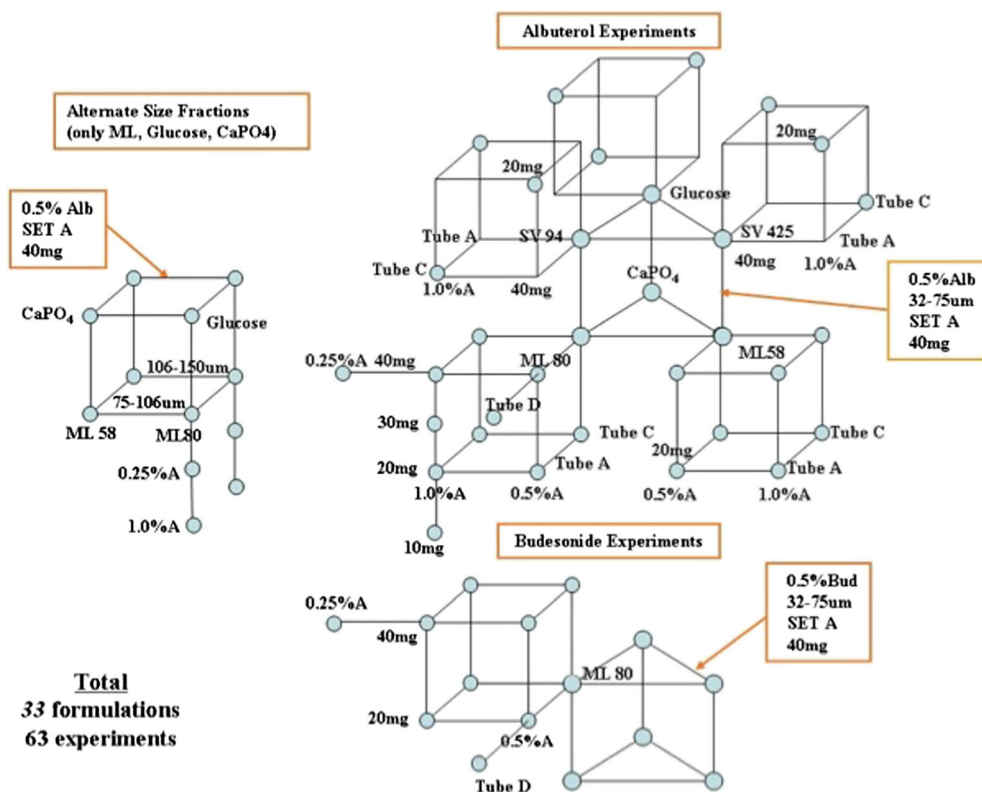 Albuterol Experiments
Alternate Size Fractions
(only ML, Glucose, CaPO4)
0.5% Alb
SET A
40mg
CaPO₄
Glucose
106-150um
75-106um
ML 58
ML80
0.25%A
1.0%A
20mg
20mg
Glucose
Tube C
Tube A
SV 94
SV 425
Tube A
Tube C
1.0%A
40mg
CaPO₄
40mg
1.0%A
0.5%Alb
32-75um
SET A
40mg
0.25%A
40mg
ML 80
ML58
Tube D
30mg
Tube C
Tube C
20mg
Tube A
20mg
Tube A
1.0%A
0.5%A
0.5%A
1.0%A
10mg
Budesonide Experiments
0.5%Bud
32-75um
SET A
40mg
0.25%A
40mg
ML 80
20mg
0.5%A
Tube D
Total
33 formulations
63 experiments